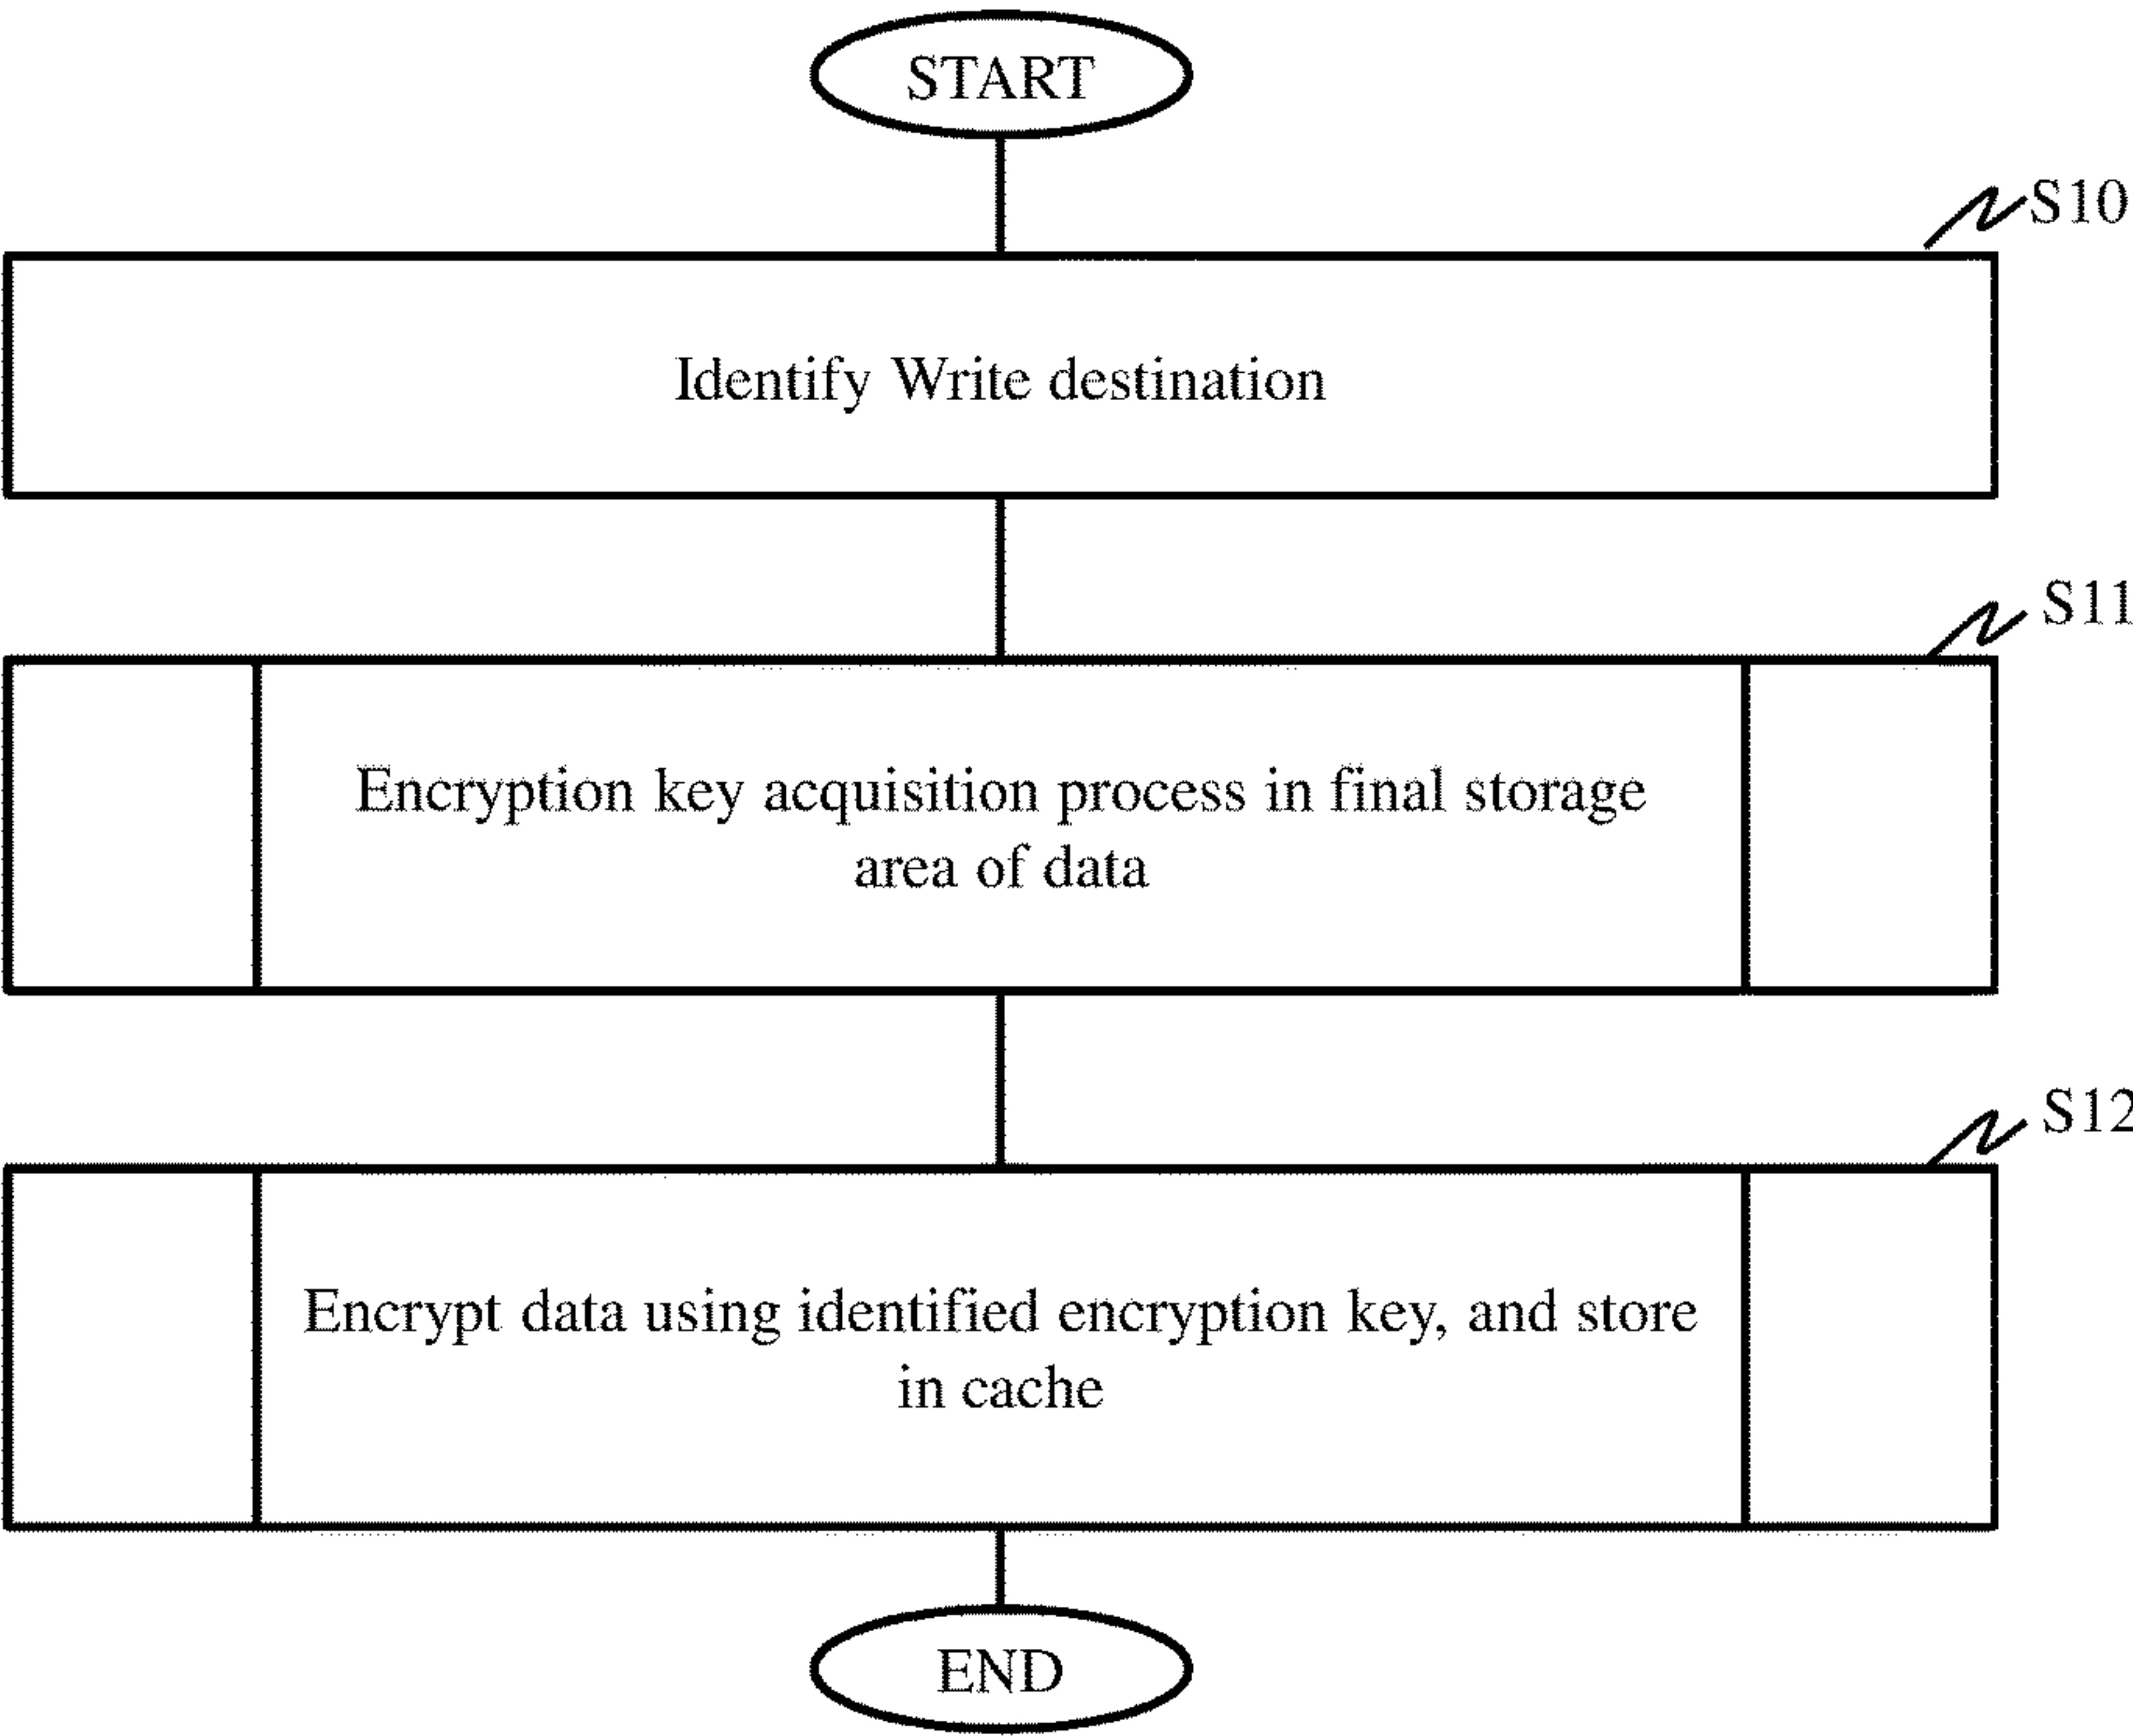 START
S10
Identify Write destination
S11
Encryption key acquisition process in final storage
area of data
S12
Encrypt data using identified encryption key, and store
in cache
END